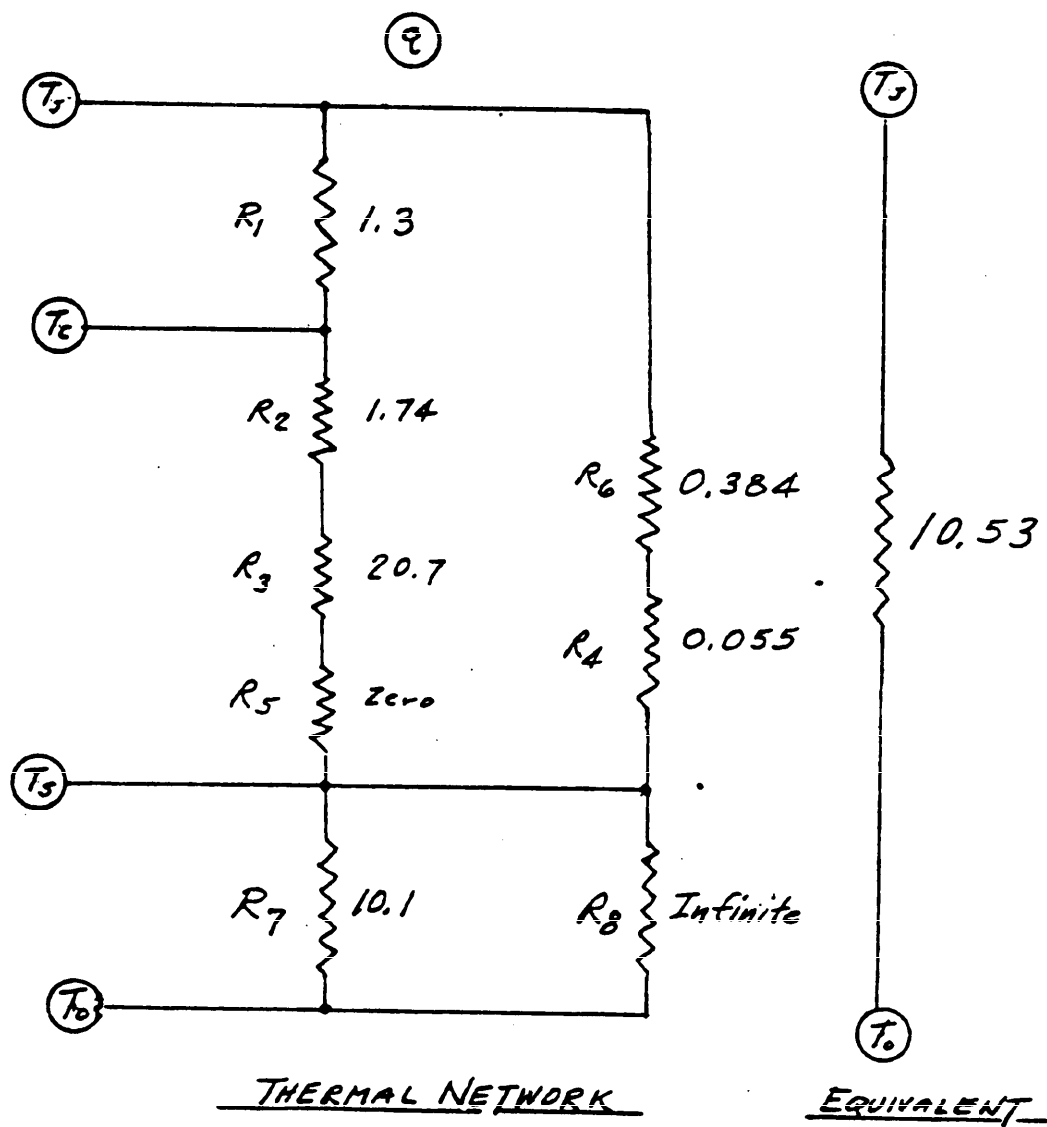 q
TJ
TJ
R1 1.3
Tc
R2 1.74
R6 0.384
10.53
R3 20.7
R4 0.055
R5 Zero
Ts
R7 10.1
R8 Infinite
To
To
THERMAL NETWORK
EQUIVALENT